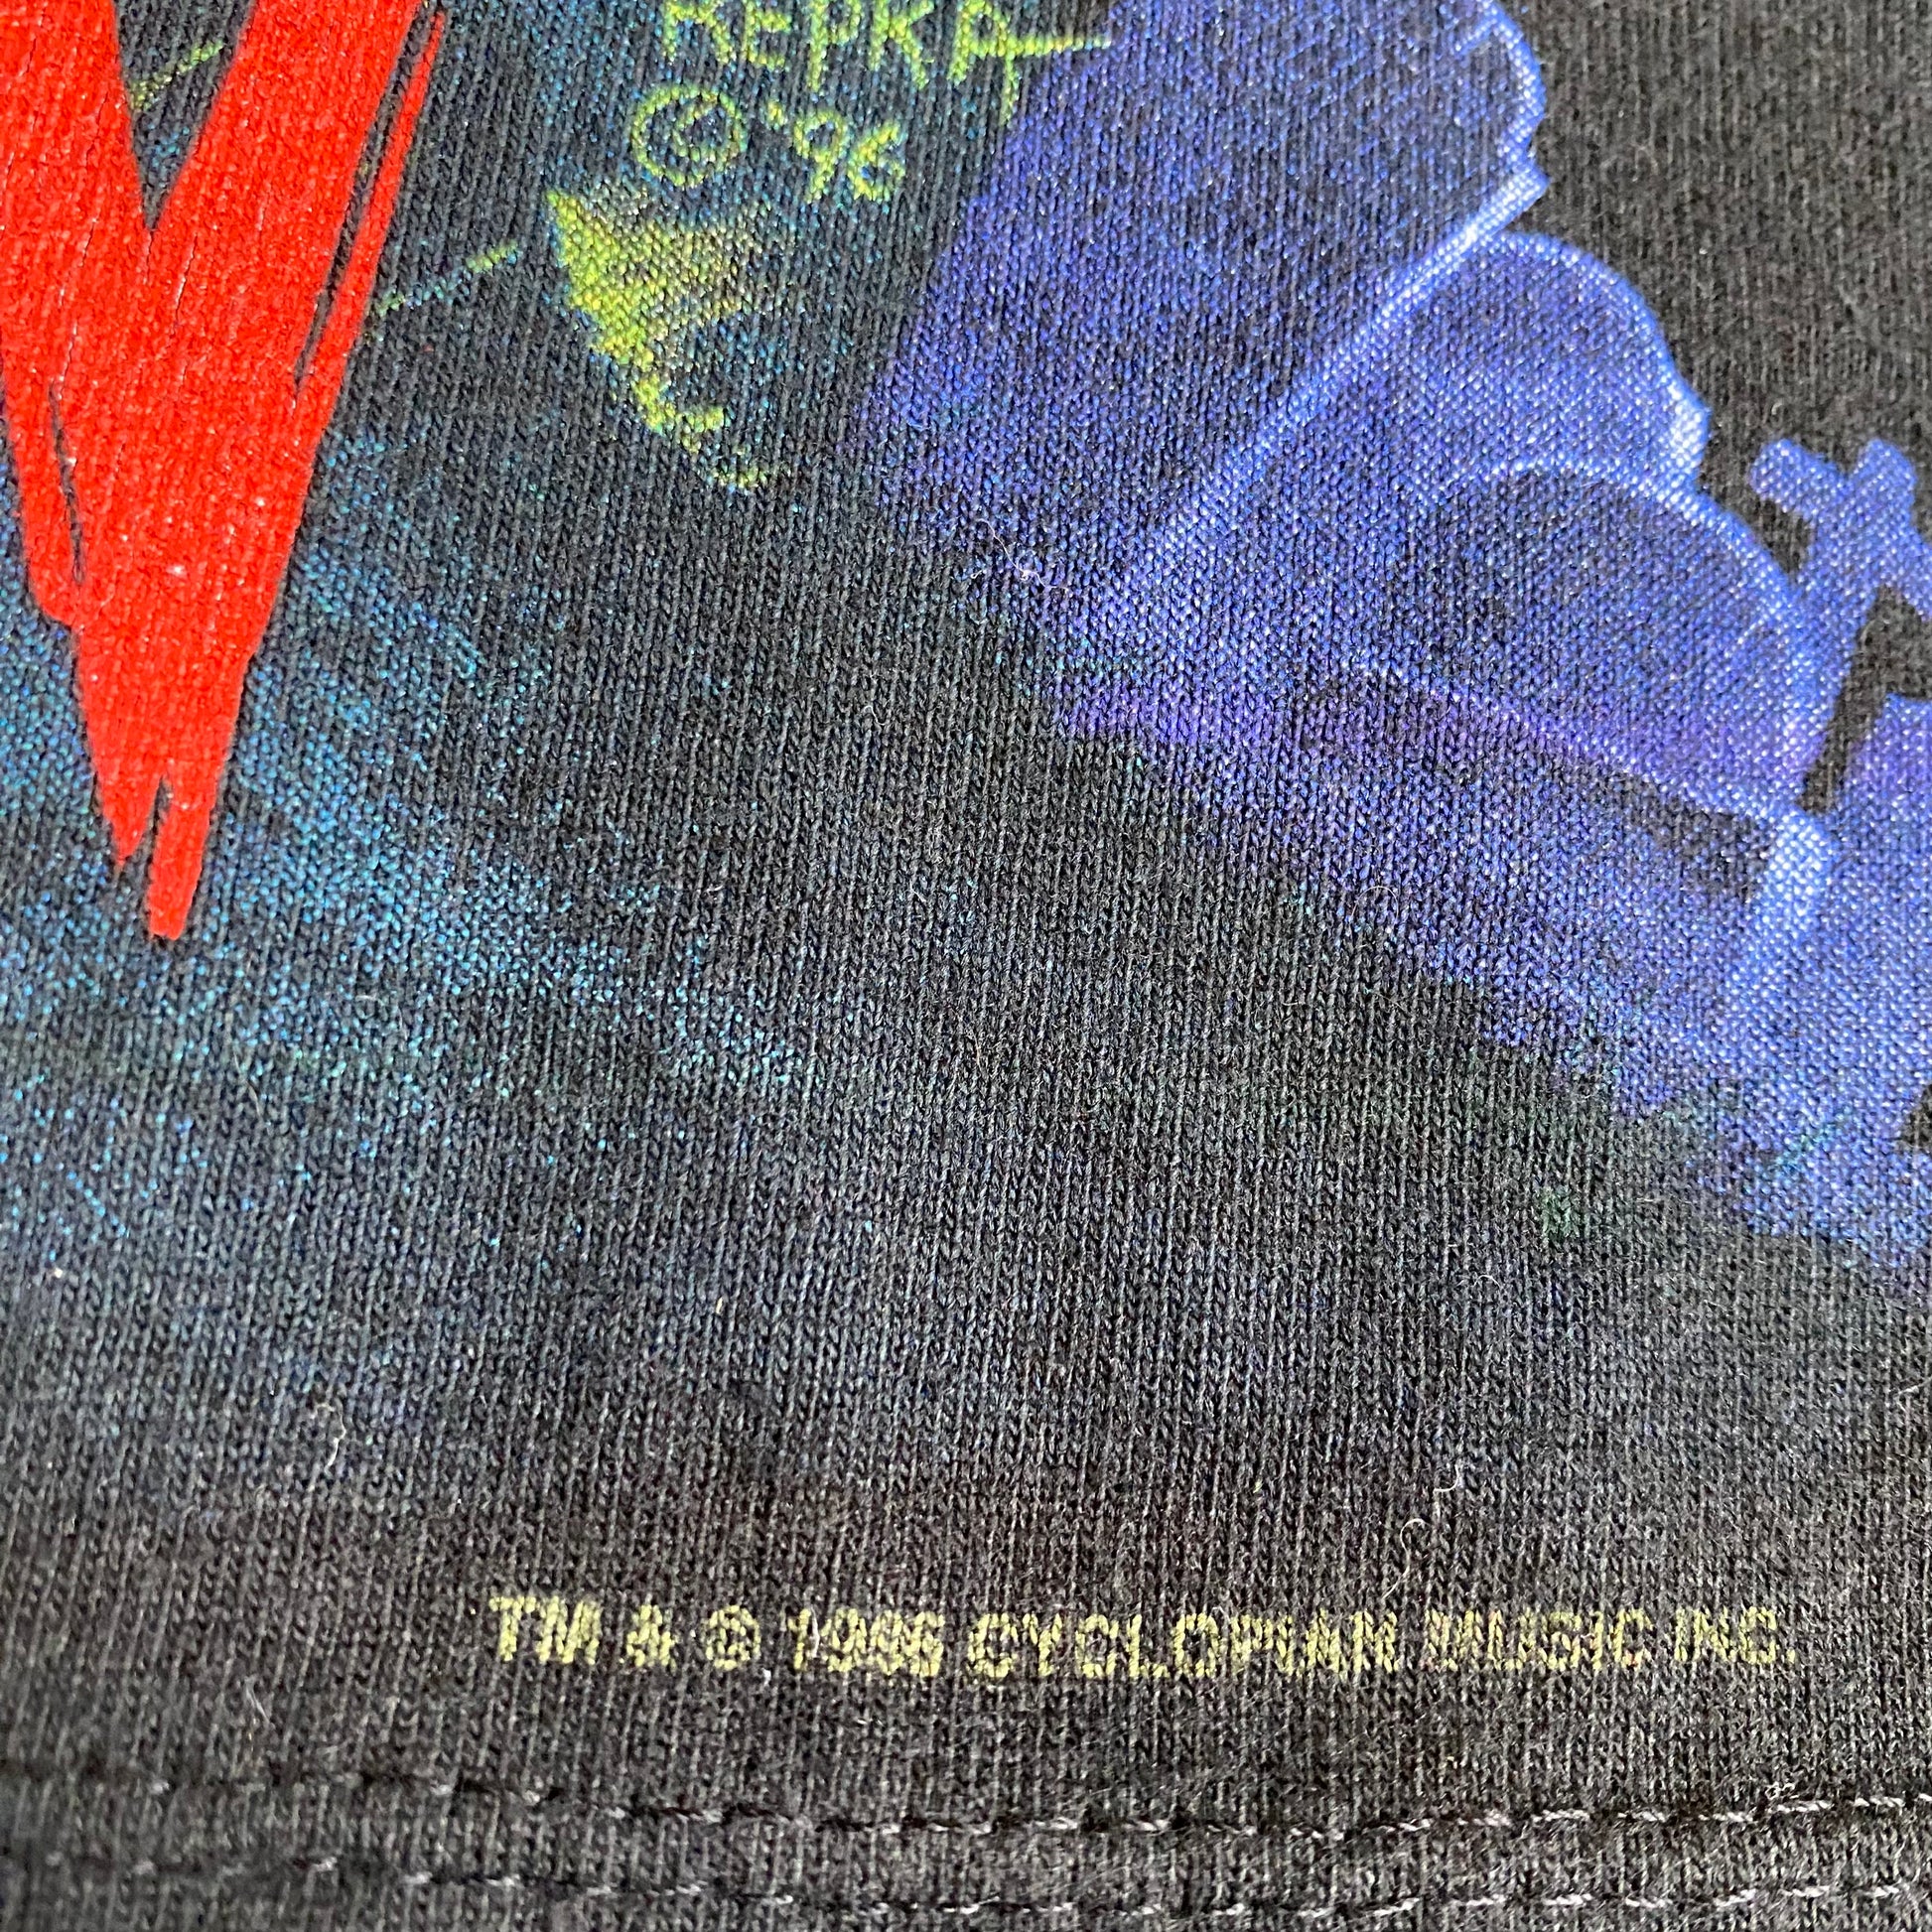 REPKA
© '96
TM & © 1996 CYCLOPIAN MUSIC INC.